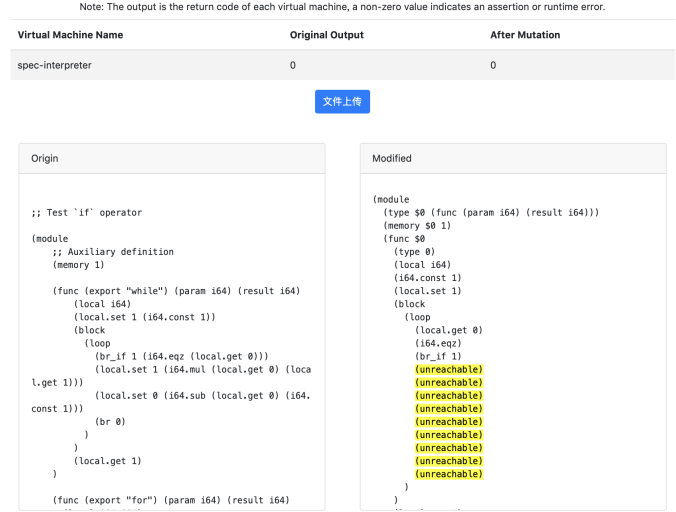 Note: The output is the return code of each virtual machine, a non-zero value indicates an assertion or runtime error.
Virtual Machine Name Original Output After Mutation
spec-interpreter 0 0
文件上传
Origin
;; Test `if` operator
(module
;; Auxiliary definition
(memory 1)
(func (export "while") (param i64) (result i64)
(local i64)
(local.set 1 (i64.const 1))
(block
(loop
(br_if 1 (i64.eqz (local.get 0)))
(local.set 1 (i64.mul (local.get 0) (loca
l.get 1)))
(local.set 0 (i64.sub (local.get 0) (i64.
const 1)))
(br 0)
)
)
(local.get 1)
)
(func (export "for") (param i64) (result i64)
Modified
(module
(type $0 (func (param i64) (result i64)))
(memory $0 1)
(func $0
(type 0)
(local i64)
(i64.const 1)
(local.set 1)
(block
(loop
(local.get 0)
(i64.eqz)
(br_if 1)
(unreachable)
(unreachable)
(unreachable)
(unreachable)
(unreachable)
(unreachable)
(unreachable)
(unreachable)
(unreachable)
)
)